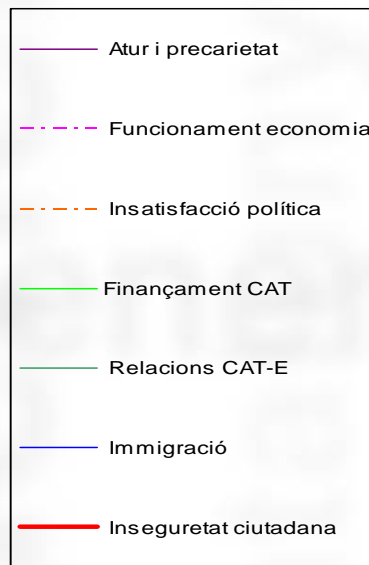 Atur i precarietat
Funcionament economia
Insatisfacció política
Finançament CAT
Relacions CAT-E
Immigració
Inseguretat ciutadana